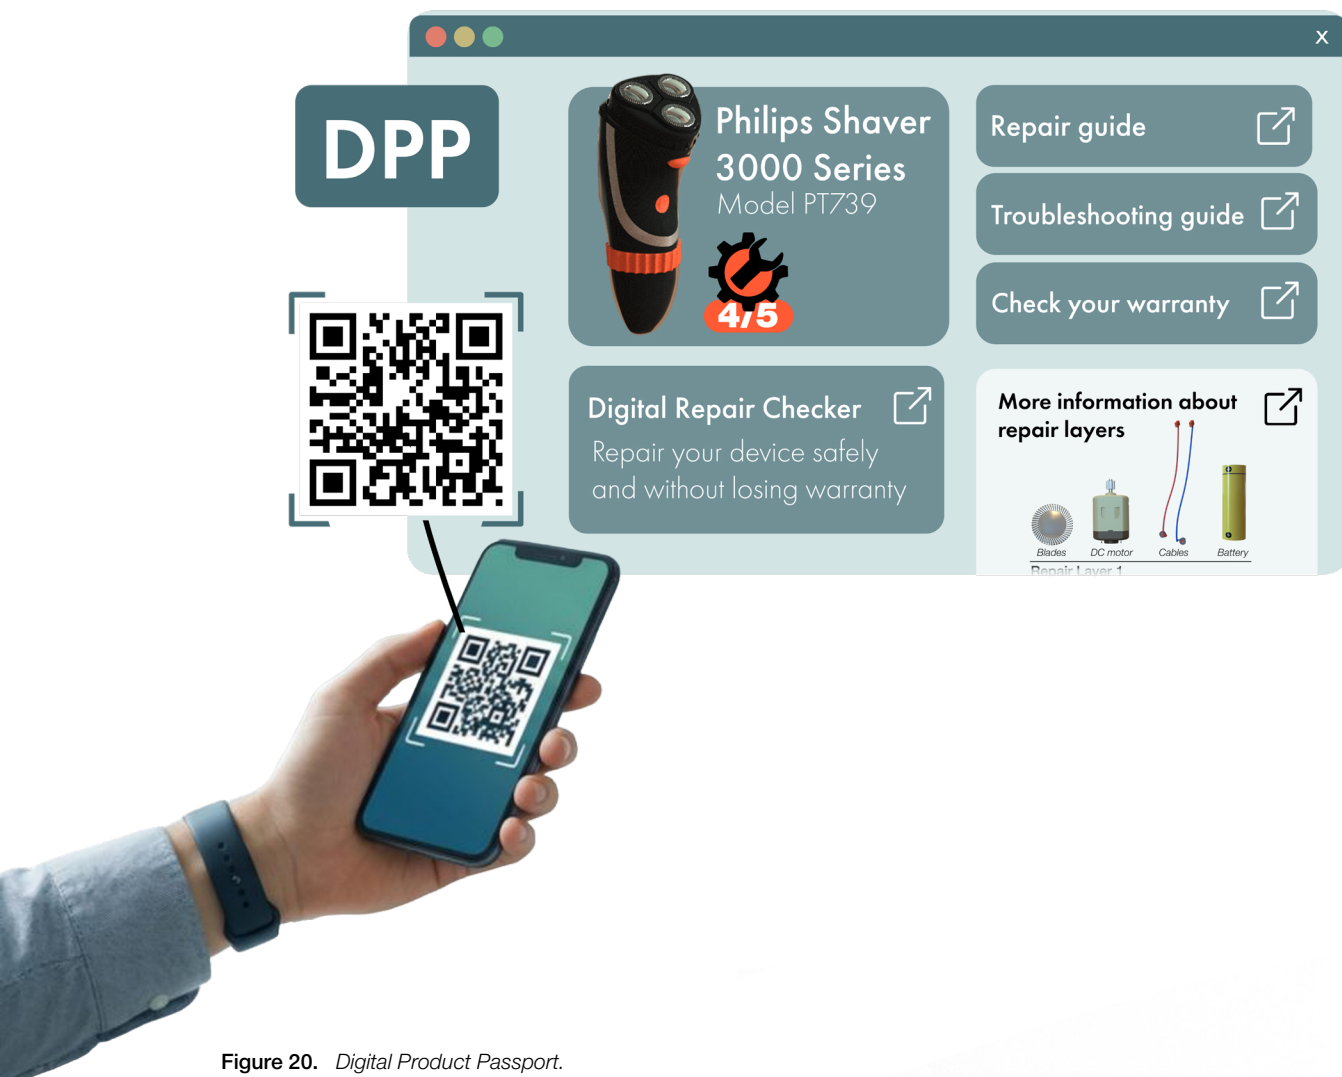 X
DPP
Philips Shaver
3000 Series
Model PT739
4/5
Repair guide
Troubleshooting guide
Check your warranty
Digital Repair Checker
Repair your device safely
and without losing warranty
More information about
repair layers
Blades
DC motor
Cables
Battery
Repair Layer 1
Figure 20. Digital Product Passport.